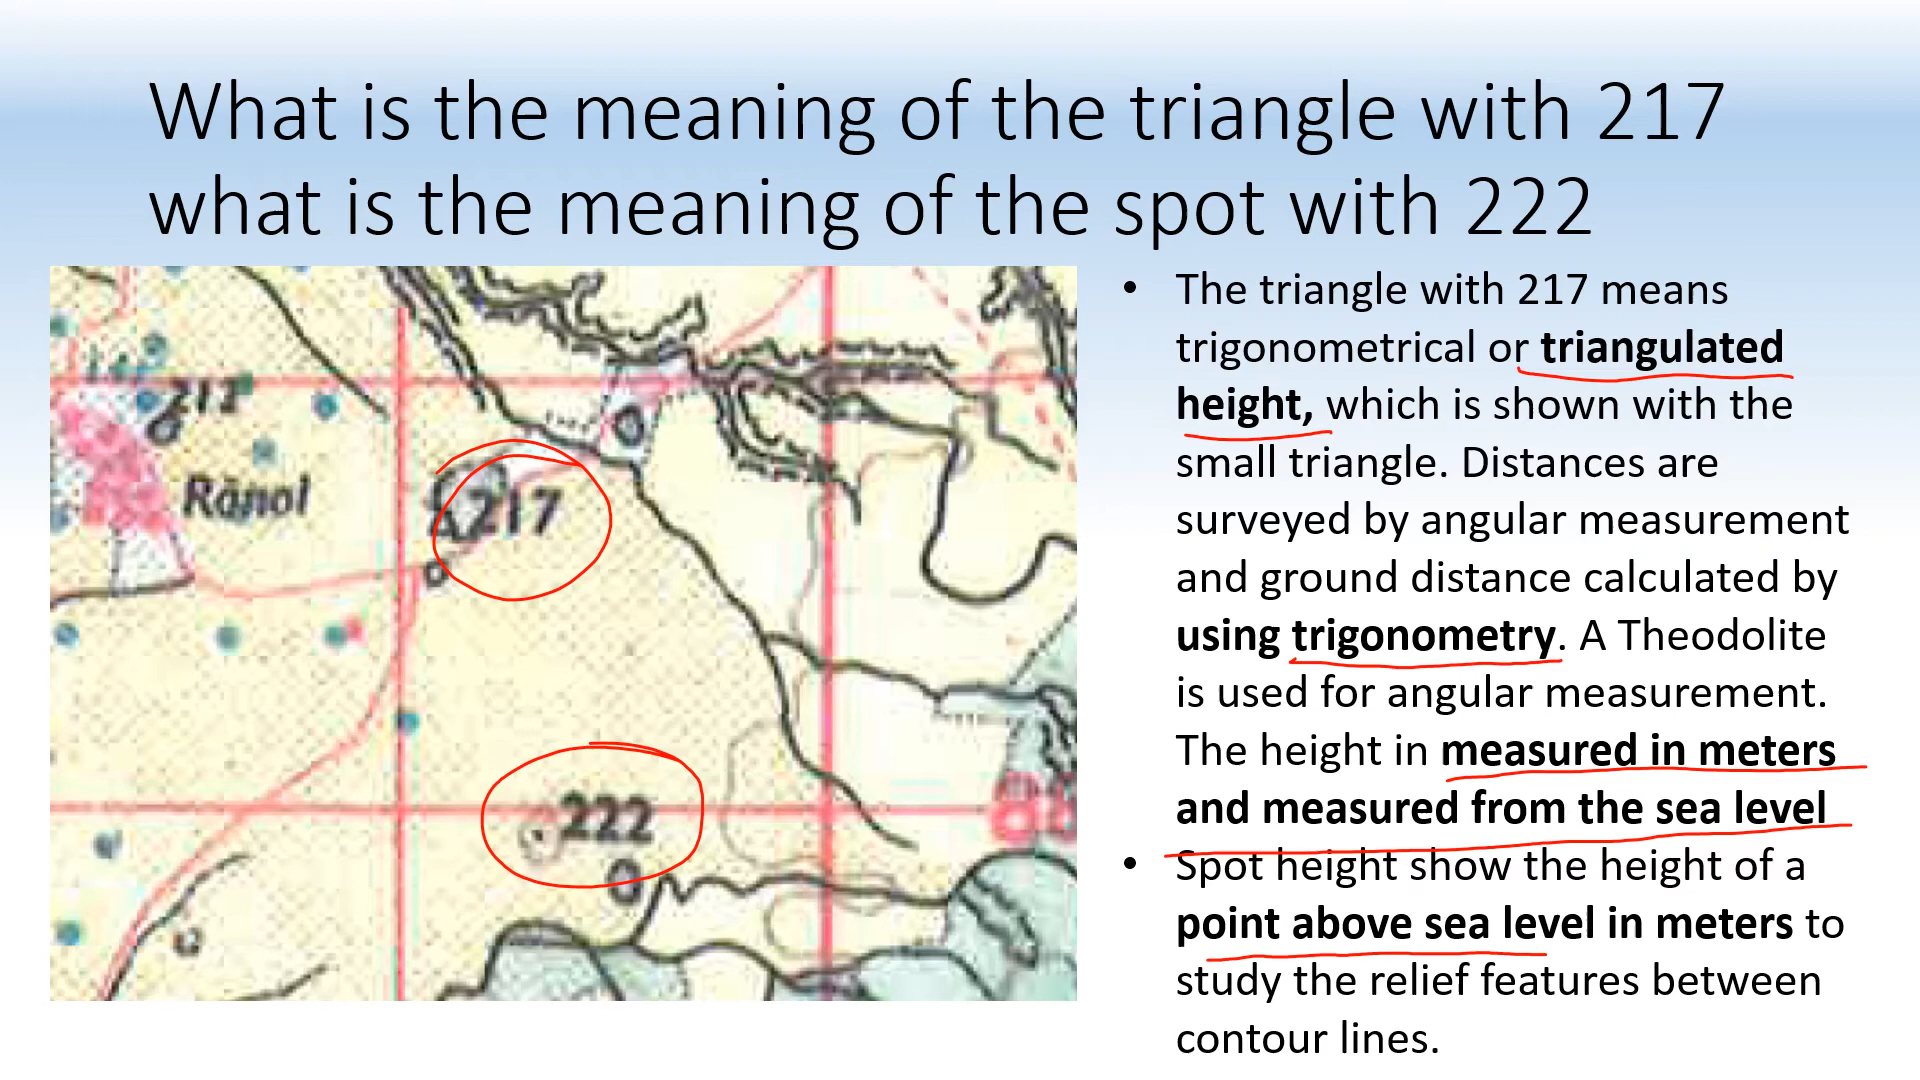 What is the meaning of the triangle with 217
what is the meaning of the spot with 222
212
Rānol
217
222
• The triangle with 217 means
trigonometrical or triangulated
height, which is shown with the
small triangle. Distances are
surveyed by angular measurement
and ground distance calculated by
using trigonometry. A Theodolite
is used for angular measurement.
The height in measured in meters
and measured from the sea level
• Spot height show the height of a
point above sea level in meters to
study the relief features between
contour lines.